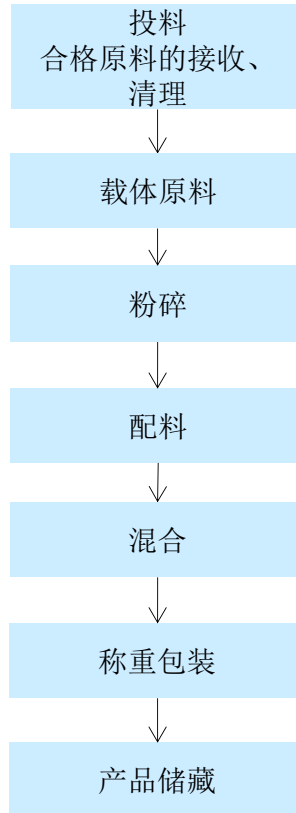 投料
合格原料的接收、
清理
载体原料
粉碎
配料
混合
称重包装
产品储藏